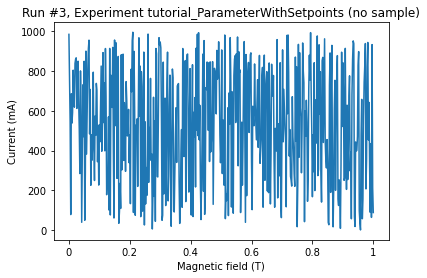 Run #3, Experiment tutorial_ParameterWithSetpoints (no sample)
1000
800
600
400
200
0
Current (mA)
0 0.2 0.4 0.6 0.8 1
Magnetic field (T)